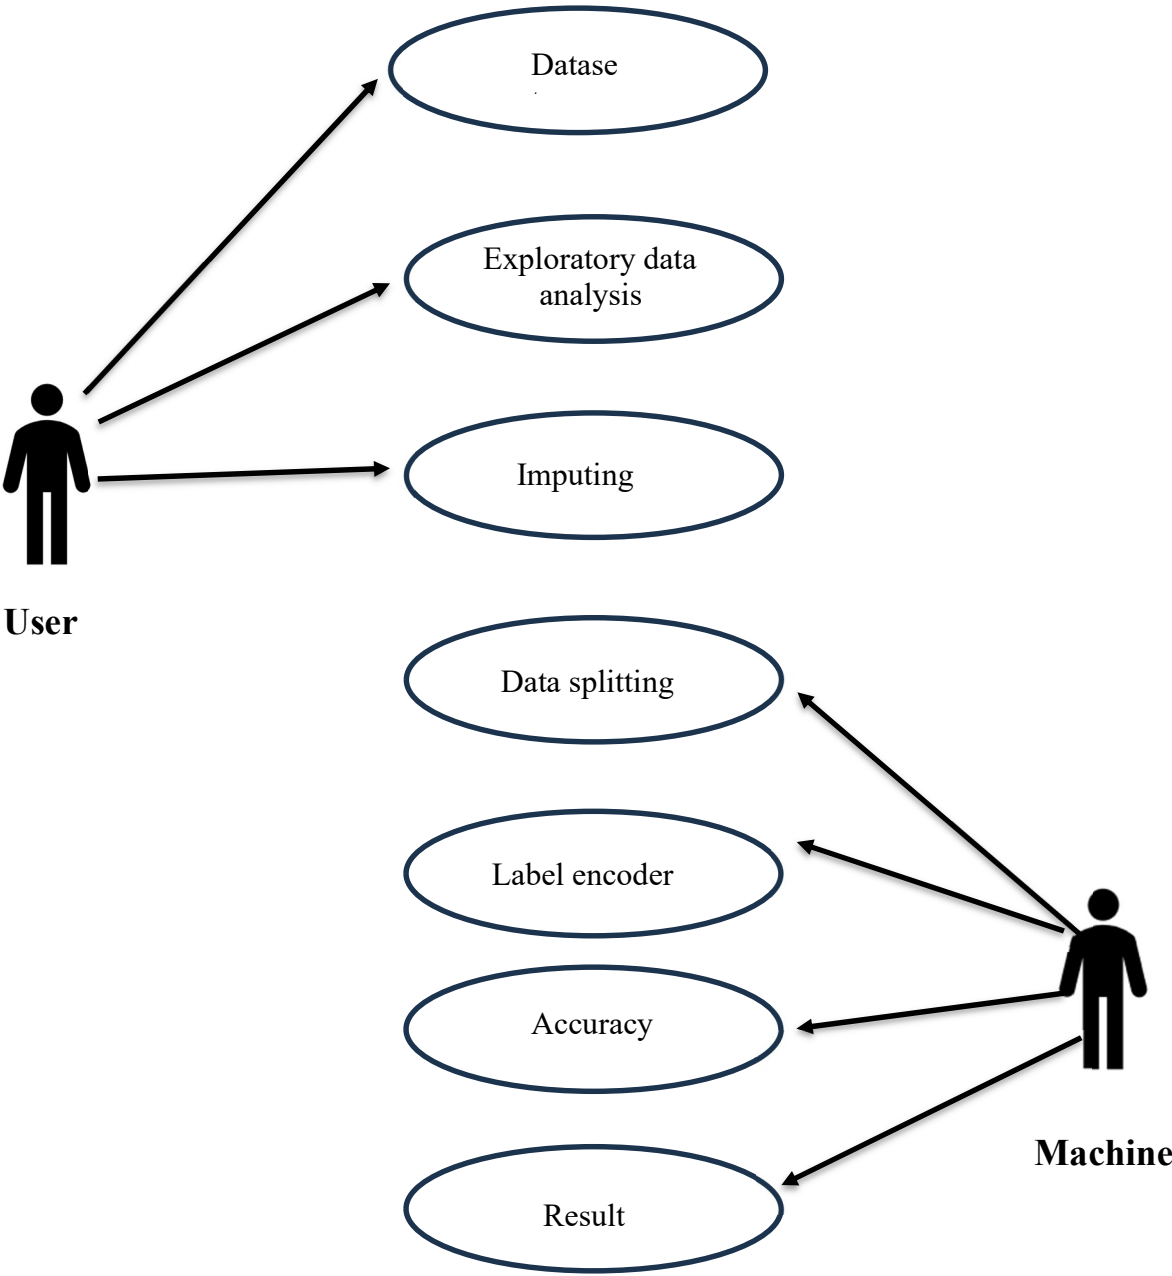 Datase
Exploratory data
analysis
Imputing
User
Data splitting
Label encoder
Accuracy
Machine
Result